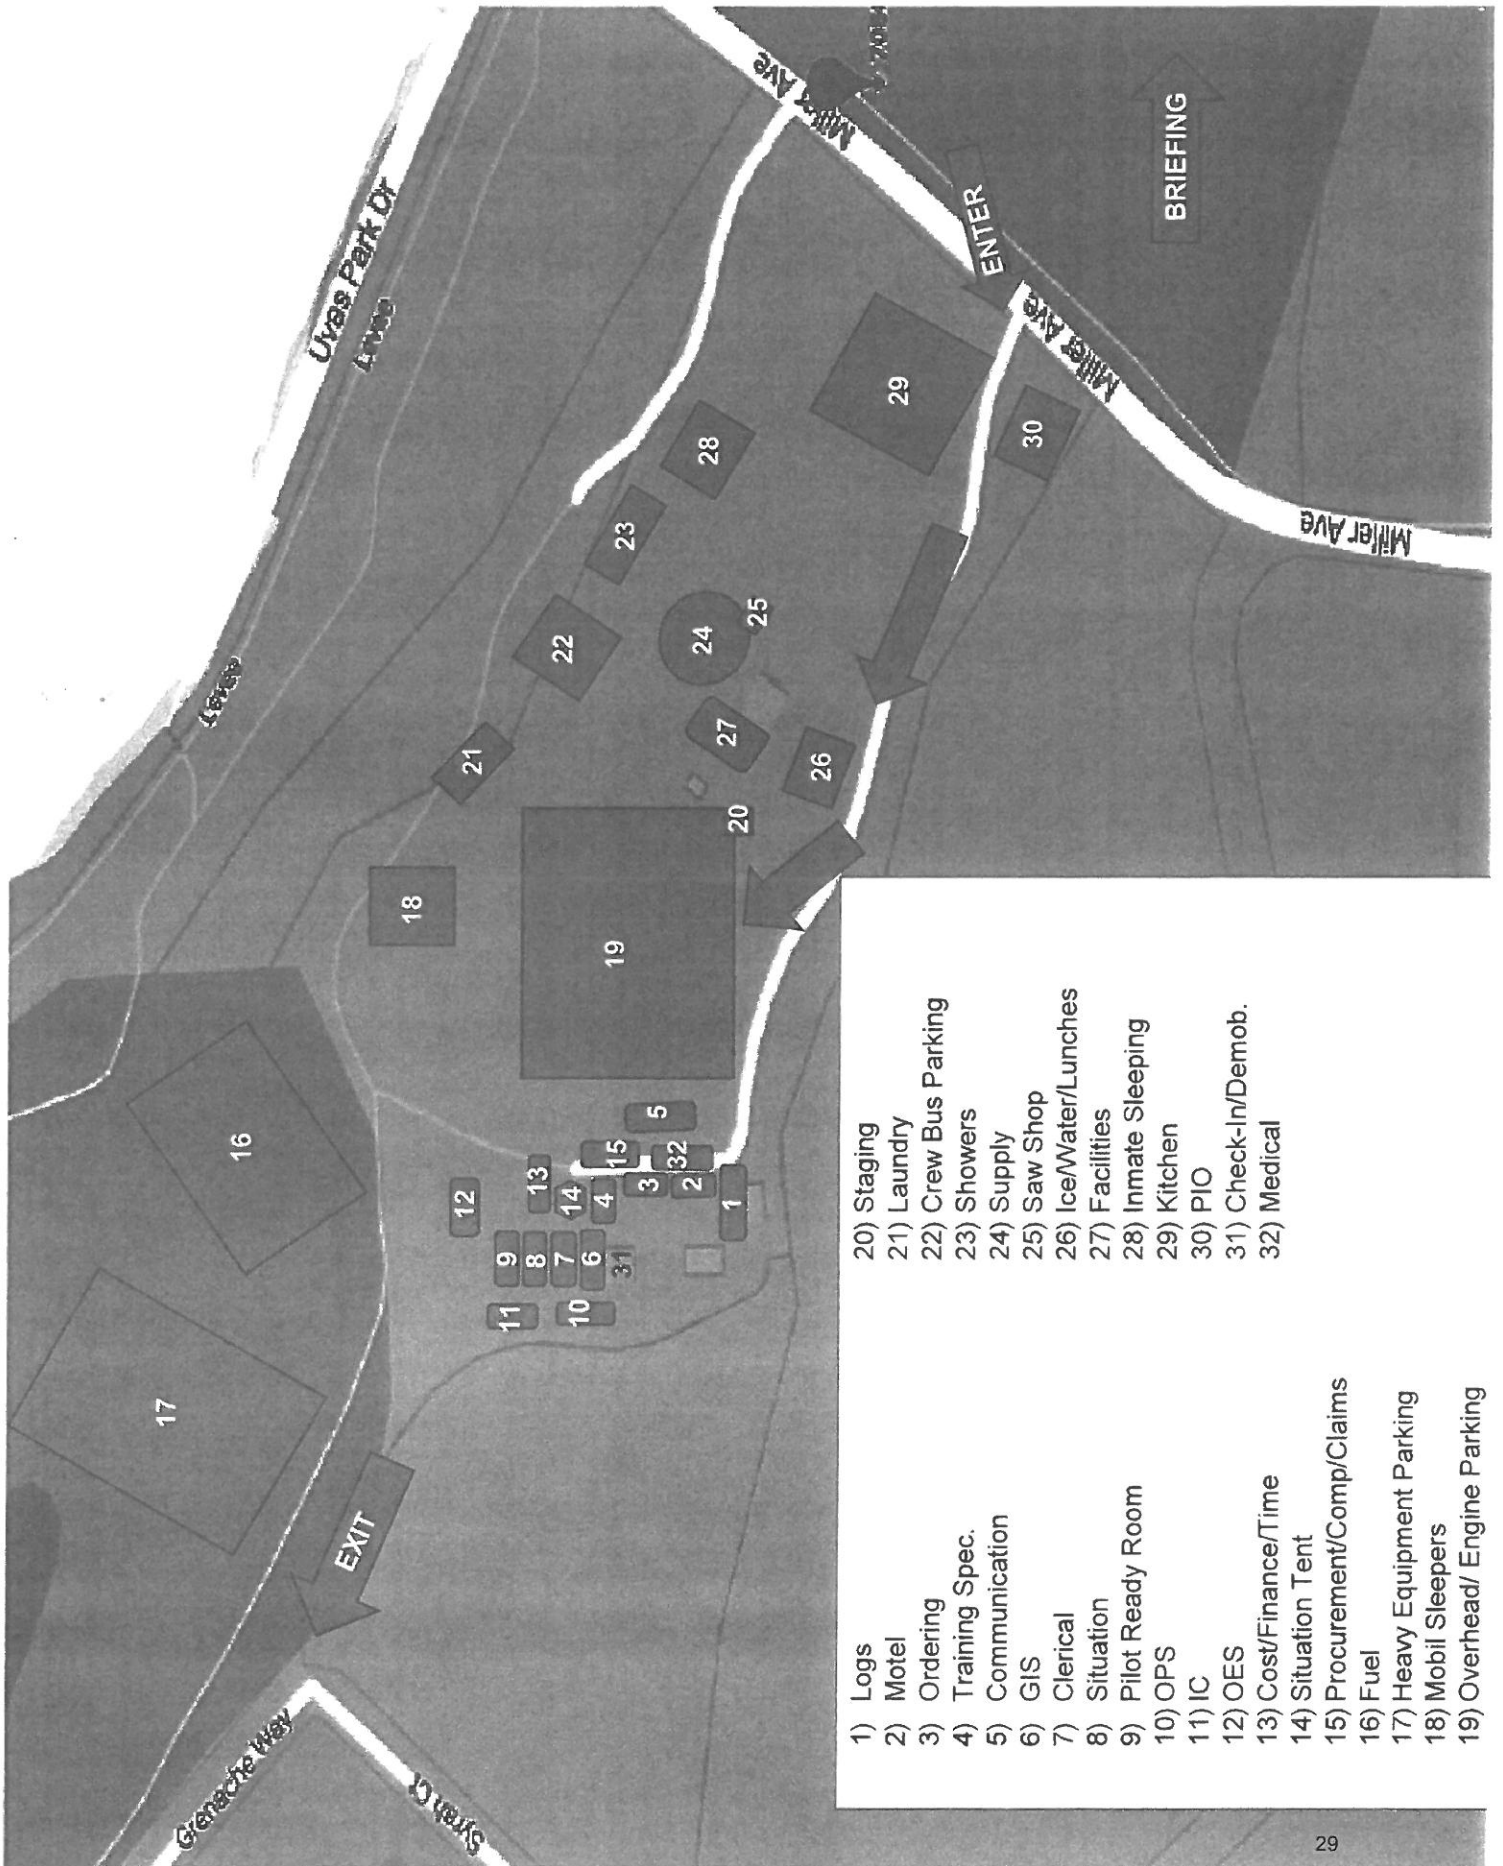 Uvas Park Dr
Levee
Levee
Miller Ave
Miller Ave
Miller Ave
Miller Ave
ENTER
BRIEFING
EXIT
Grenache Way
Syrah Ct
17
16
18
21
22
23
28
29
30
24
25
27
26
20
19
12
13
15
5
32
14
4
3
2
1
9
8
7
6
31
11
10
1) Logs
2) Motel
3) Ordering
4) Training Spec.
5) Communication
6) GIS
7) Clerical
8) Situation
9) Pilot Ready Room
10) OPS
11) IC
12) OES
13) Cost/Finance/Time
14) Situation Tent
15) Procurement/Comp/Claims
16) Fuel
17) Heavy Equipment Parking
18) Mobil Sleepers
19) Overhead/ Engine Parking
20) Staging
21) Laundry
22) Crew Bus Parking
23) Showers
24) Supply
25) Saw Shop
26) Ice/Water/Lunches
27) Facilities
28) Inmate Sleeping
29) Kitchen
30) PIO
31) Check-In/Demob.
32) Medical
29